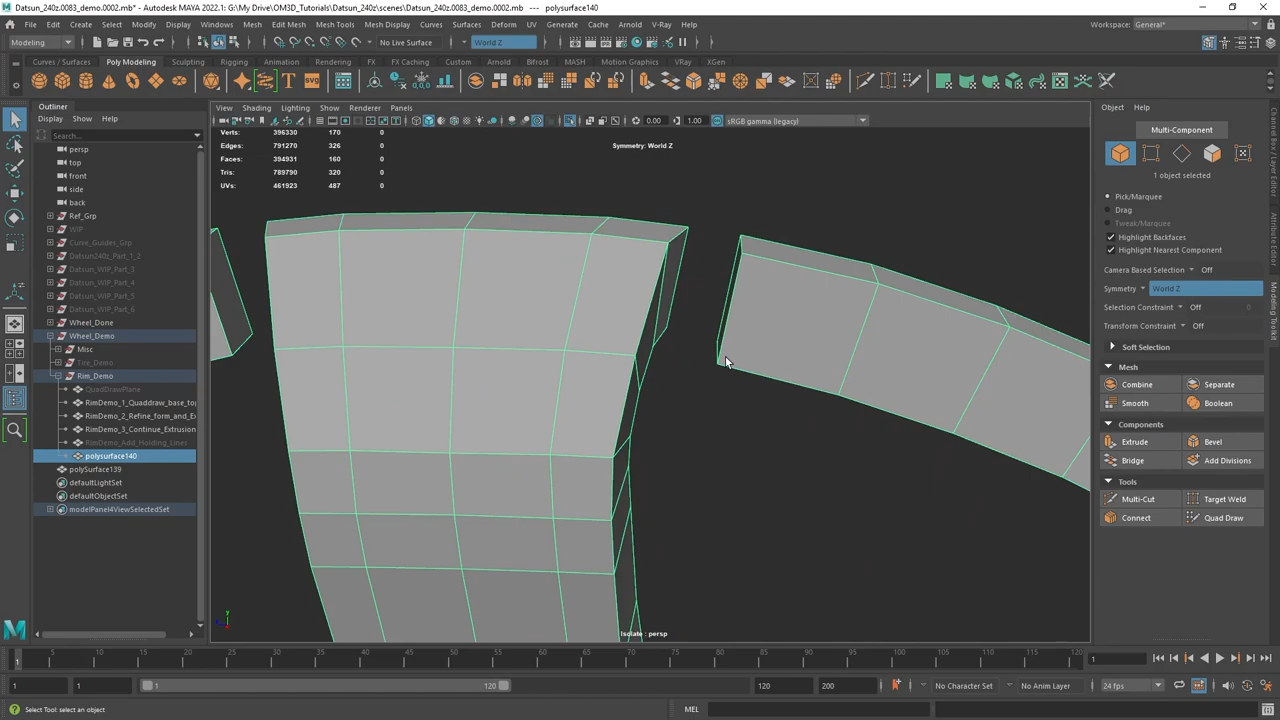 Datsun_240z.0083_demo.0002.mb* - Autodesk MAYA 2022.1: G:\My Drive\OM3D_Tutorials\Datsun_240z\scenes\Datsun_240z_demo.0002.mb --- polysurface140
File Edit Create Select Modify Display Windows Mesh Edit Mesh Mesh Tools Mesh Display Curves Surfaces Deform UV Generate Cache Arnold V-Ray Help
Workspace: General*
Modeling
No Live Surface
World Z
Curves / Surfaces Poly Modeling Sculpting Rigging Animation Rendering FX FX Caching Custom Arnold Bifrost MASH Motion Graphics VRay XGen
SVG
Outliner
Display Show Help
Search...
persp
top
front
side
back
Ref_Grp
WIP
Curve_Guides_Grp
Datsun240z_Part_1_2
Datsun_WIP_Part_3
Datsun_WIP_Part_4
Datsun_WIP_Part_5
Datsun_WIP_Part_6
Wheel_Done
Wheel_Demo
Misc
Tire_Demo
Rim_Demo
QuadDrawPlane
RimDemo_1_Quaddraw_base_to
RimDemo_2_Refine_form_and_E
RimDemo_3_Continue_Extrusion
RimDemo_Add_Holding_Lines
polysurface140
polySurface139
defaultLightSet
defaultObjectSet
modelPanel4ViewSelectedSet
View Shading Lighting Show Renderer Panels
0.00 1.00 sRGB gamma (legacy)
Verts: 396330 170 0
Edges: 791270 326 0
Faces: 394931 160 0
Tris: 789790 320 0
UVs: 461923 487 0
Symmetry: World Z
Isolate : persp
Object Help
Multi-Component
1 object selected
Pick/Marquee
Drag
Tweak/Marquee
Highlight Backfaces
Highlight Nearest Component
Camera Based Selection Off
Symmetry World Z
Selection Constraint Off 0
Transform Constraint Off
Soft Selection
Mesh
Combine Separate
Smooth Boolean
Components
Extrude Bevel
Bridge Add Divisions
Tools
Multi-Cut Target Weld
Connect Quad Draw
Channel Box / Layer Editor
Attribute Editor
Modeling Toolkit
5 10 15 20 25 30 35 40 45 50 55 60 65 70 75 80 85 90 95 100 105 110 115 120
1
1 1 1 120 120 200 No Character Set No Anim Layer 24 fps
Select Tool: select an object
MEL